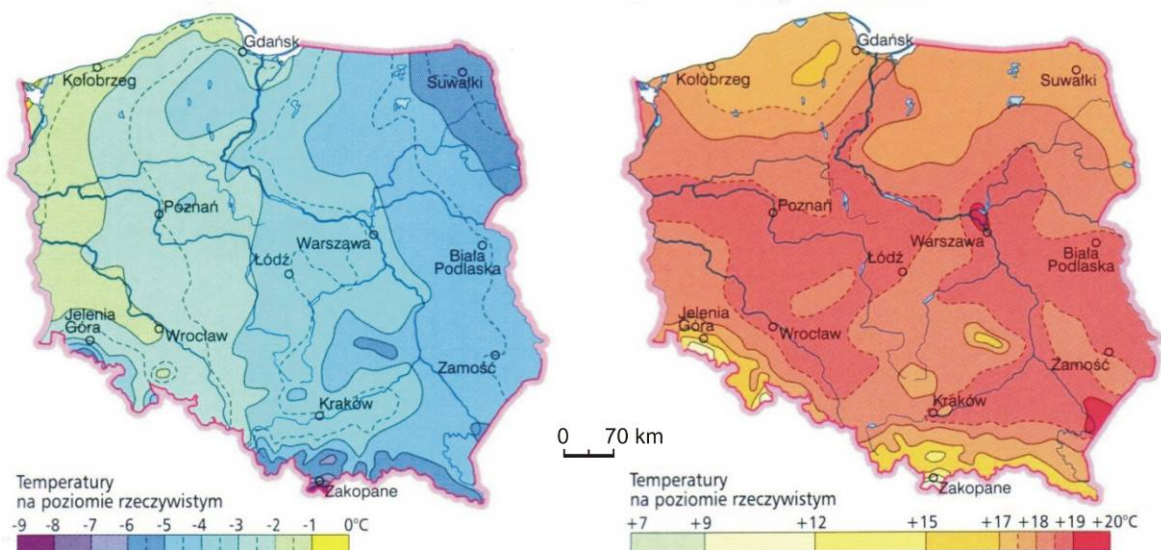 Gdańsk
Kołobrzeg
Suwałki
Poznań
Warszawa
Biała
Podlaska
Łódź
Jelenia
Góra
Wrocław
Zamość
Kraków
Zakopane
Temperatury
na poziomie rzeczywistym
-9 -8 -7 -6 -5 -4 -3 -2 -1 0°C
0 70 km
Gdańsk
Kołobrzeg
Suwałki
Poznań
Warszawa
Biała
Podlaska
Łódź
Jelenia
Góra
Wrocław
Zamość
Kraków
Zakopane
Temperatury
na poziomie rzeczywistym
+7 +9 +12 +15 +17 +18 +19 +20°C